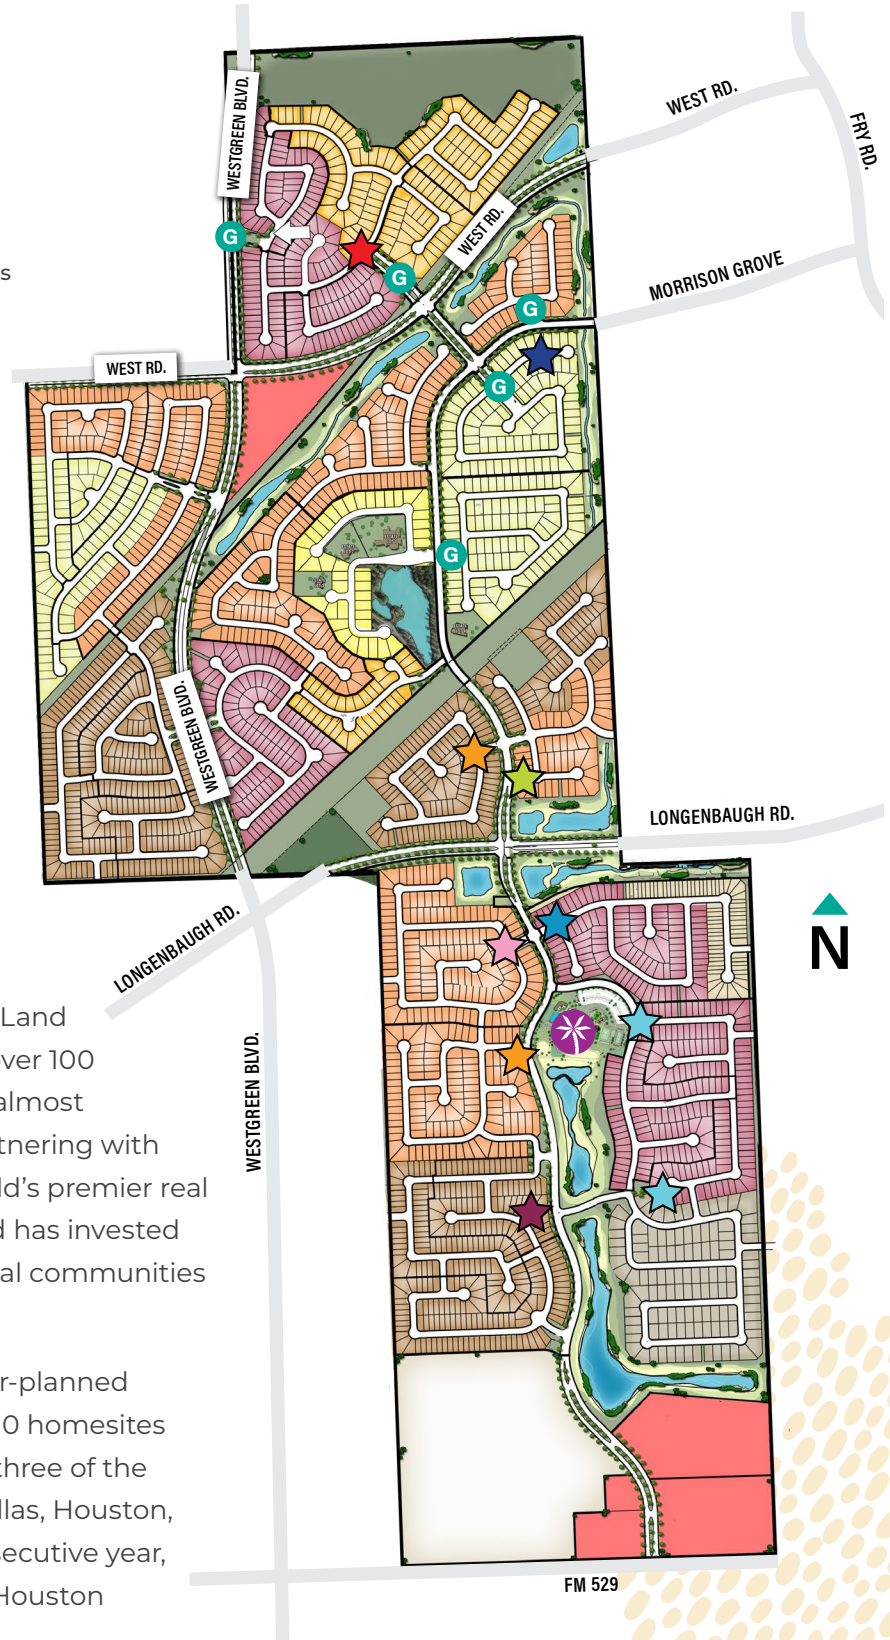 WESTGREEN BLVD.
WEST RD.
FRY RD.
G
WEST RD.
s
G
MORRISON GROVE
G
WEST RD.
G
G
WESTGREEN BLVD.
LONGENBAUGH RD.
N
LONGENBAUGH RD.
WESTGREEN BLVD.
Land
ver 100
almost
tnering with
ld's premier real
d has invested
al communities
r-planned
0 homesites
three of the
llas, Houston,
secutive year,
Houston
FM 529